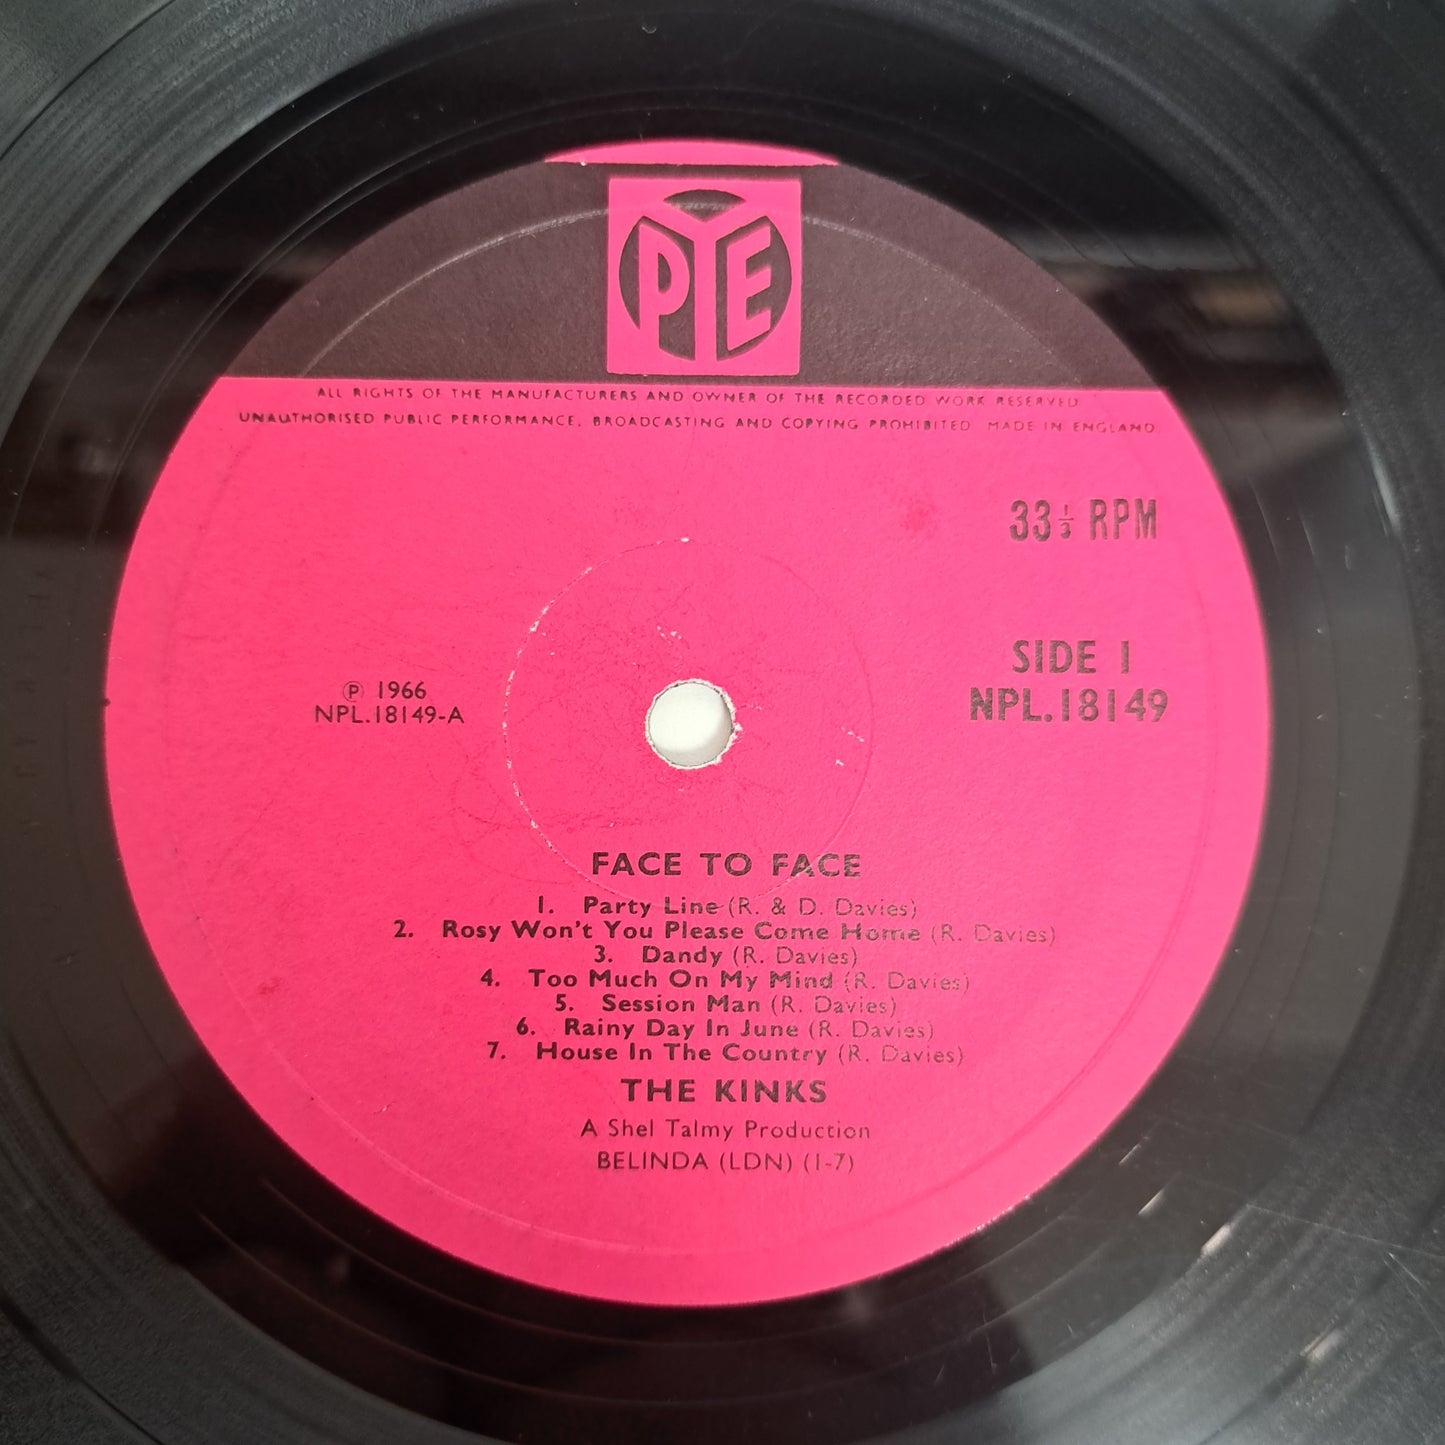 PYE
ALL RIGHTS OF THE MANUFACTURERS AND OWNER OF THE RECORDED WORK RESERVED
UNAUTHORISED PUBLIC PERFORMANCE, BROADCASTING AND COPYING PROHIBITED MADE IN ENGLAND
33⅓ RPM
SIDE 1
NPL.18149
℗ 1966
NPL.18149-A
FACE TO FACE
1. Party Line (R. & D. Davies)
2. Rosy Won't You Please Come Home (R. Davies)
3. Dandy (R. Davies)
4. Too Much On My Mind (R. Davies)
5. Session Man (R. Davies)
6. Rainy Day In June (R. Davies)
7. House In The Country (R. Davies)
THE KINKS
A Shel Talmy Production
BELINDA (LDN) (1-7)